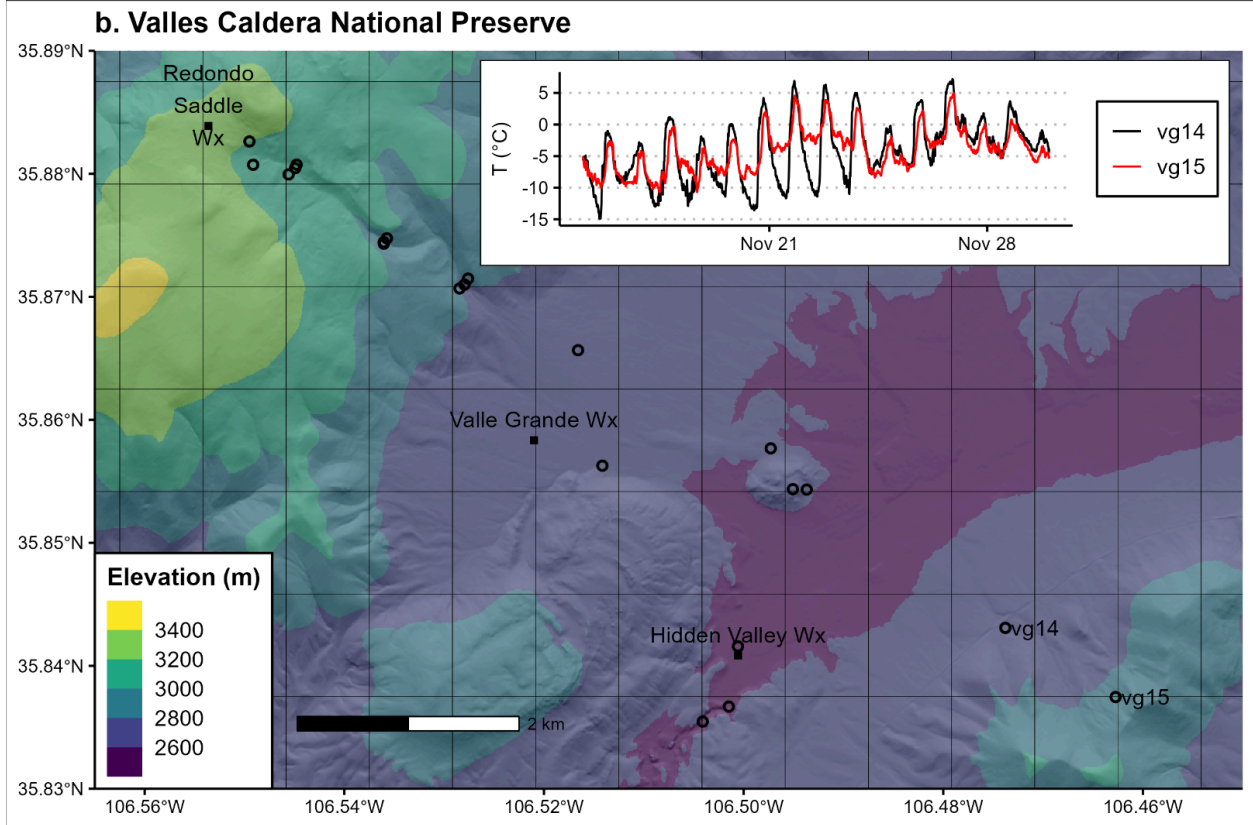 b. Valles Caldera National Preserve
35.89°N
35.88°N
35.87°N
35.86°N
35.85°N
35.84°N
35.83°N
Redondo
Saddle
Wx
T (°C)
5
0
-5
-10
-15
Nov 21
Nov 28
vg14
vg15
Valle Grande Wx
Hidden Valley Wx
vg14
vg15
Elevation (m)
3400
3200
3000
2800
2600
2 km
106.56°W
106.54°W
106.52°W
106.50°W
106.48°W
106.46°W